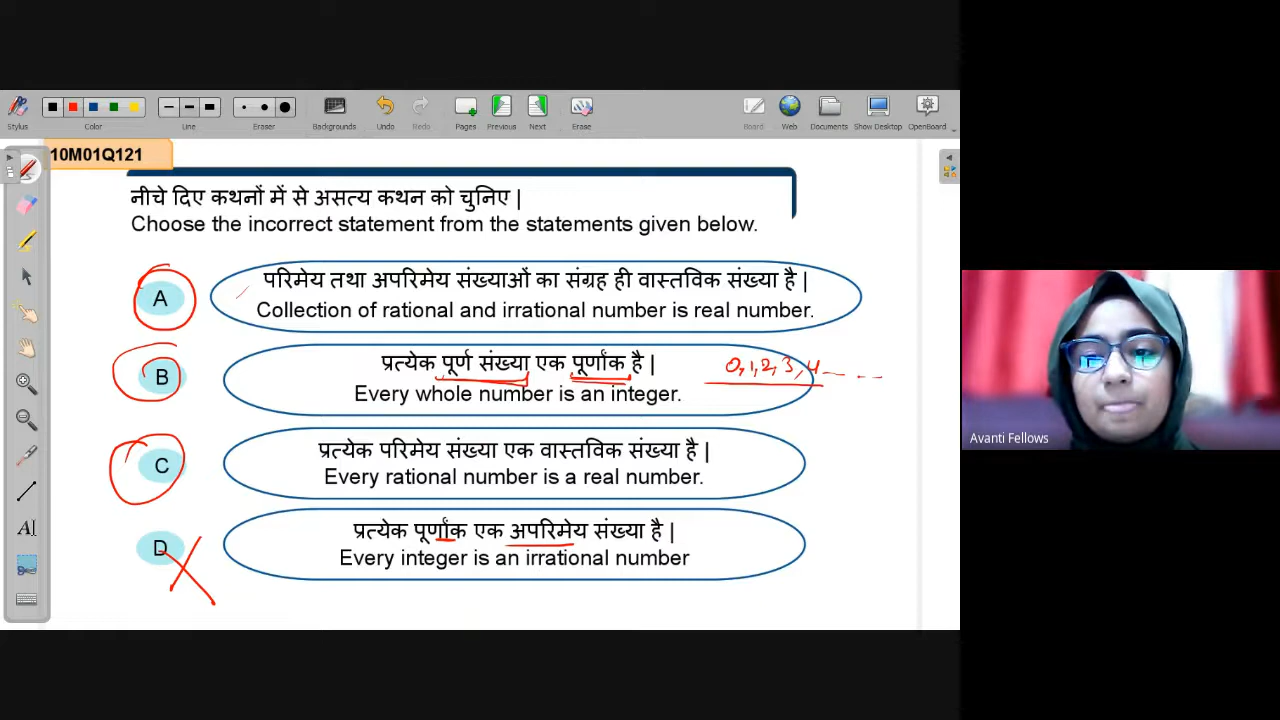 Stylus
Color
Line
Eraser
Backgrounds
Undo
Redo
Pages
Previous
Next
Erase
Board
Web
Documents
Show Desktop
OpenBoard
10M01Q121
नीचे दिए कथनों में से असत्य कथन को चुनिए |
Choose the incorrect statement from the statements given below.
A
परिमेय तथा अपरिमेय संख्याओं का संग्रह ही वास्तविक संख्या है |
Collection of rational and irrational number is real number.
B
प्रत्येक पूर्ण संख्या एक पूर्णांक है |
0, 1, 2, 3, 4 -- - -
Every whole number is an integer.
C
प्रत्येक परिमेय संख्या एक वास्तविक संख्या है |
Every rational number is a real number.
D
प्रत्येक पूर्णांक एक अपरिमेय संख्या है |
Every integer is an irrational number
Avanti Fellows